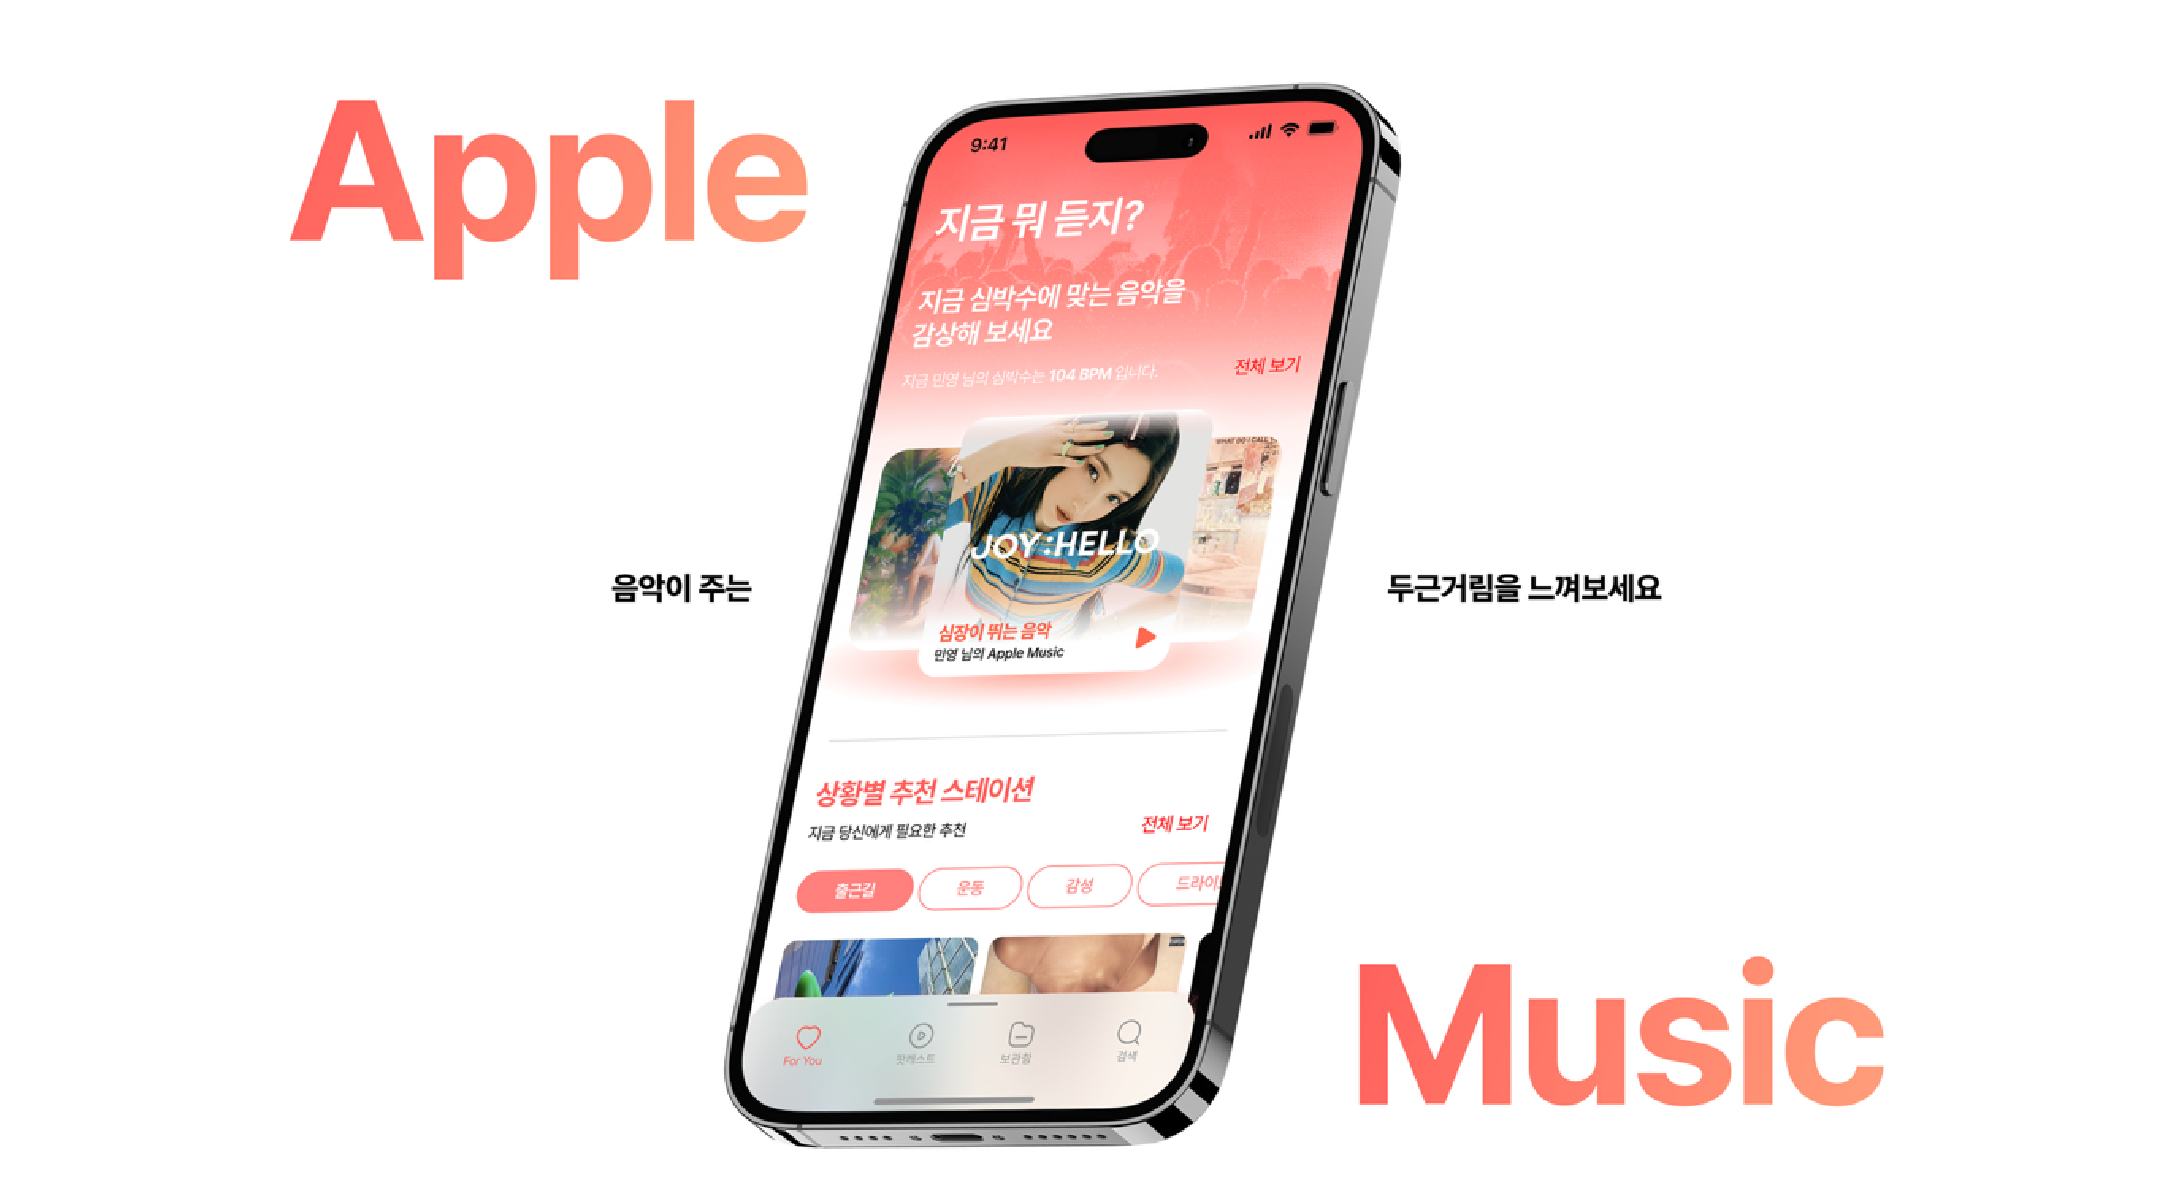 Apple
9:41
지금 뭐 듣지?
지금 심박수에 맞는 음악을
감상해 보세요
지금 민영 님의 심박수는 104 BPM 입니다.
전체 보기
WHAT DO I CALL
JOY:HELLO
심장이 뛰는 음악
민영 님의 Apple Music
음악이 주는
두근거림을 느껴보세요
상황별 추천 스테이션
지금 당신에게 필요한 추천
전체 보기
출근길
운동
감성
드라이
For You
팟캐스트
보관함
검색
Music